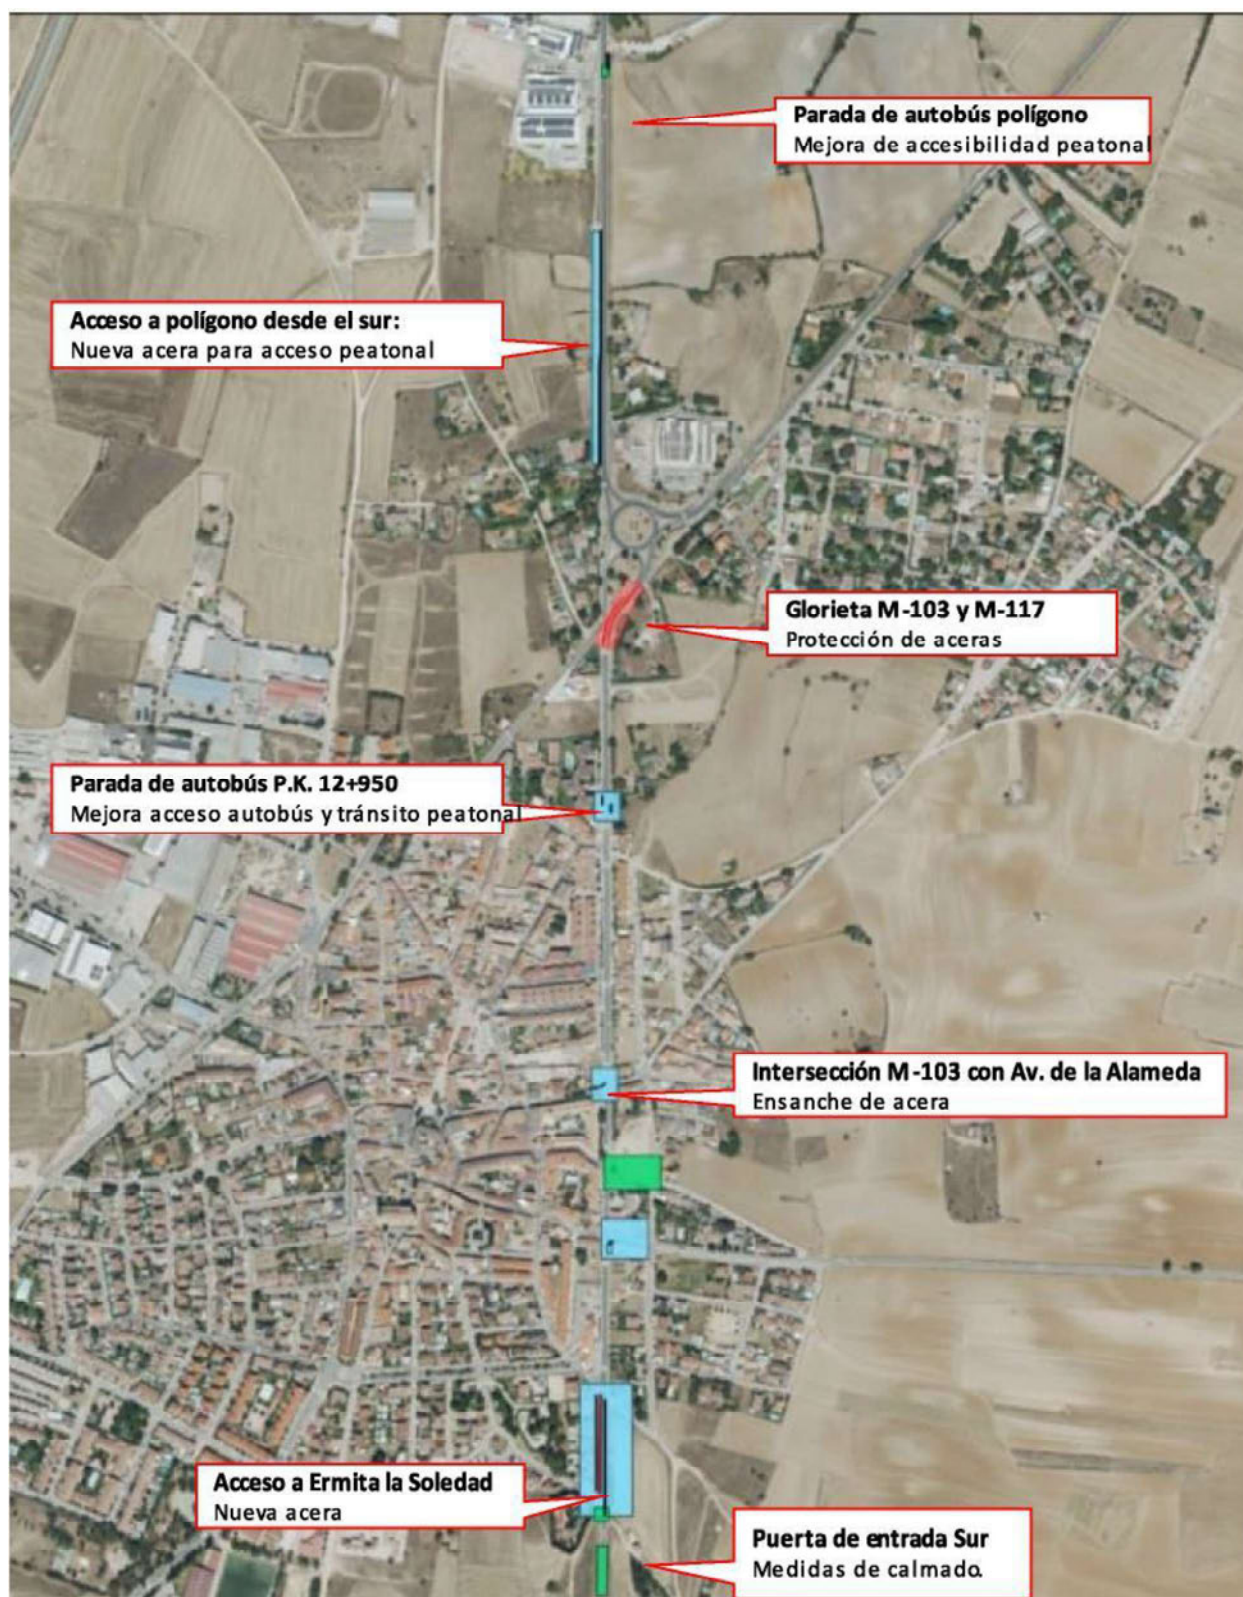 Parada de autobús polígono
Mejora de accesibilidad peatonal
Acceso a polígono desde el sur:
Nueva acera para acceso peatonal
Glorieta M-103 y M-117
Protección de aceras
Parada de autobús P.K. 12+950
Mejora acceso autobús y tránsito peatonal
Intersección M-103 con Av. de la Alameda
Ensanche de acera
Acceso a Ermita la Soledad
Nueva acera
Puerta de entrada Sur
Medidas de calmado.